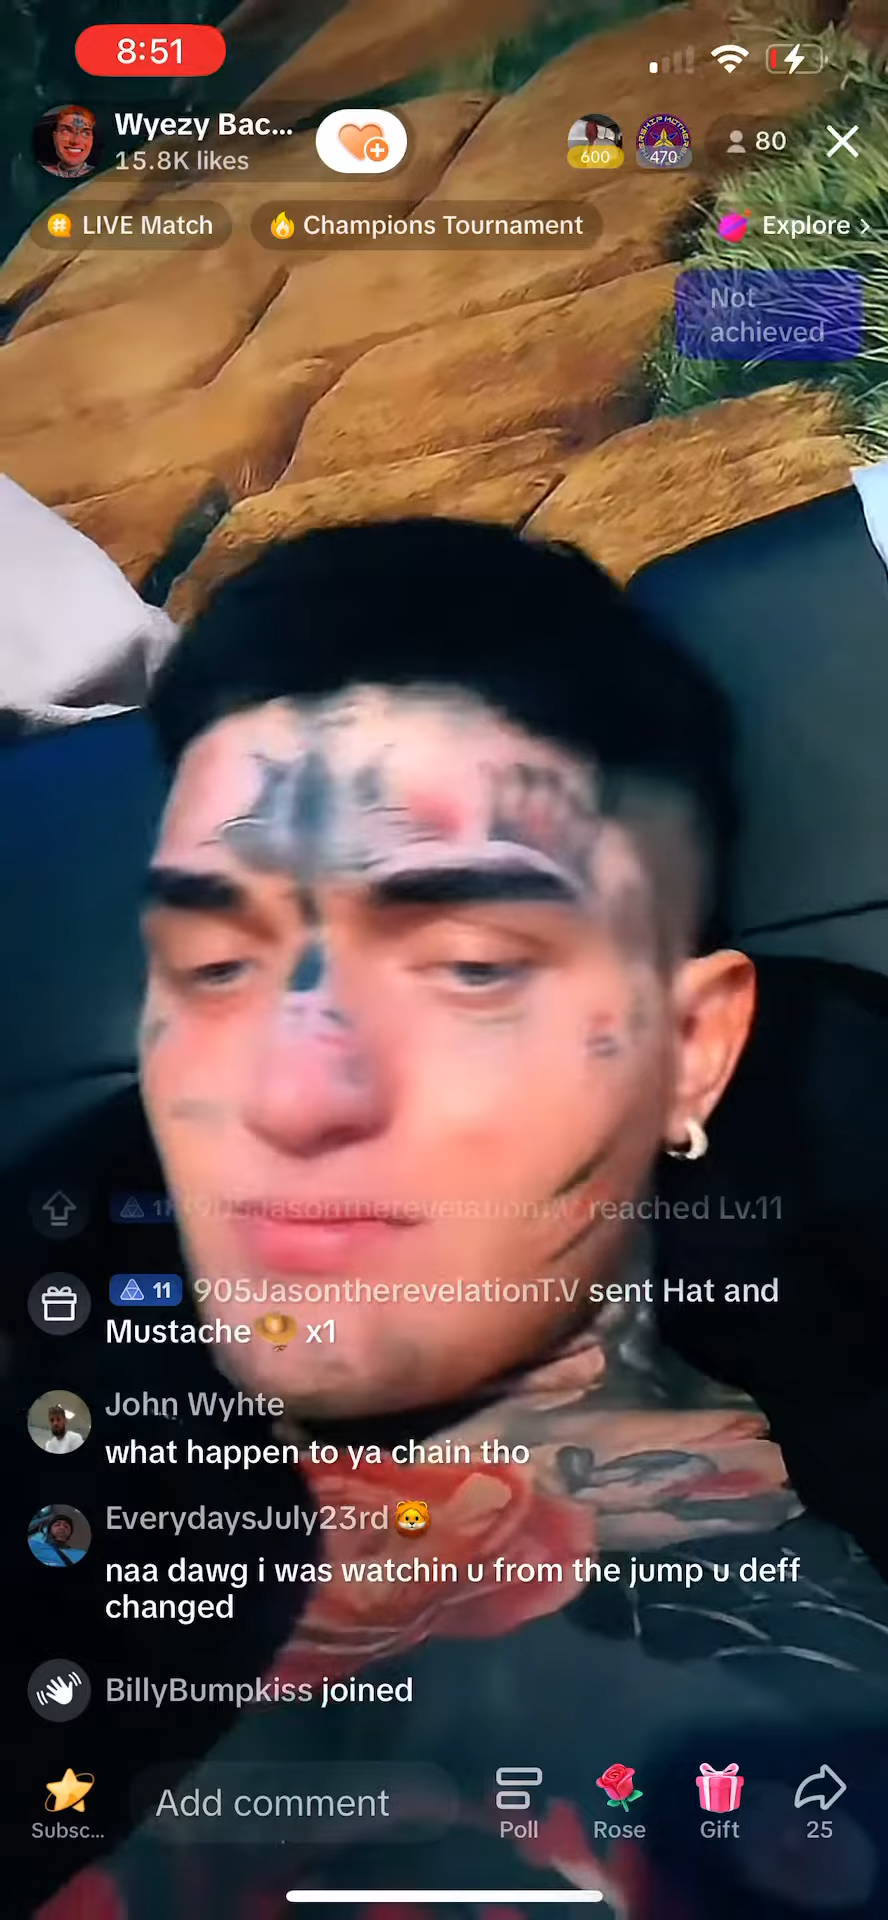 8:51
Wyezy Bac...
15.8K likes
600
470
80
LIVE Match
Champions Tournament
Explore >
Not
achieved
reached Lv.11
11 905JasontherevelationT.V sent Hat and
Mustache x1
John Wyhte
what happen to ya chain tho
EverydaysJuly23rd
naa dawg i was watchin u from the jump u deff
changed
BillyBumpkiss joined
Subsc...
Add comment
Poll
Rose
Gift
25